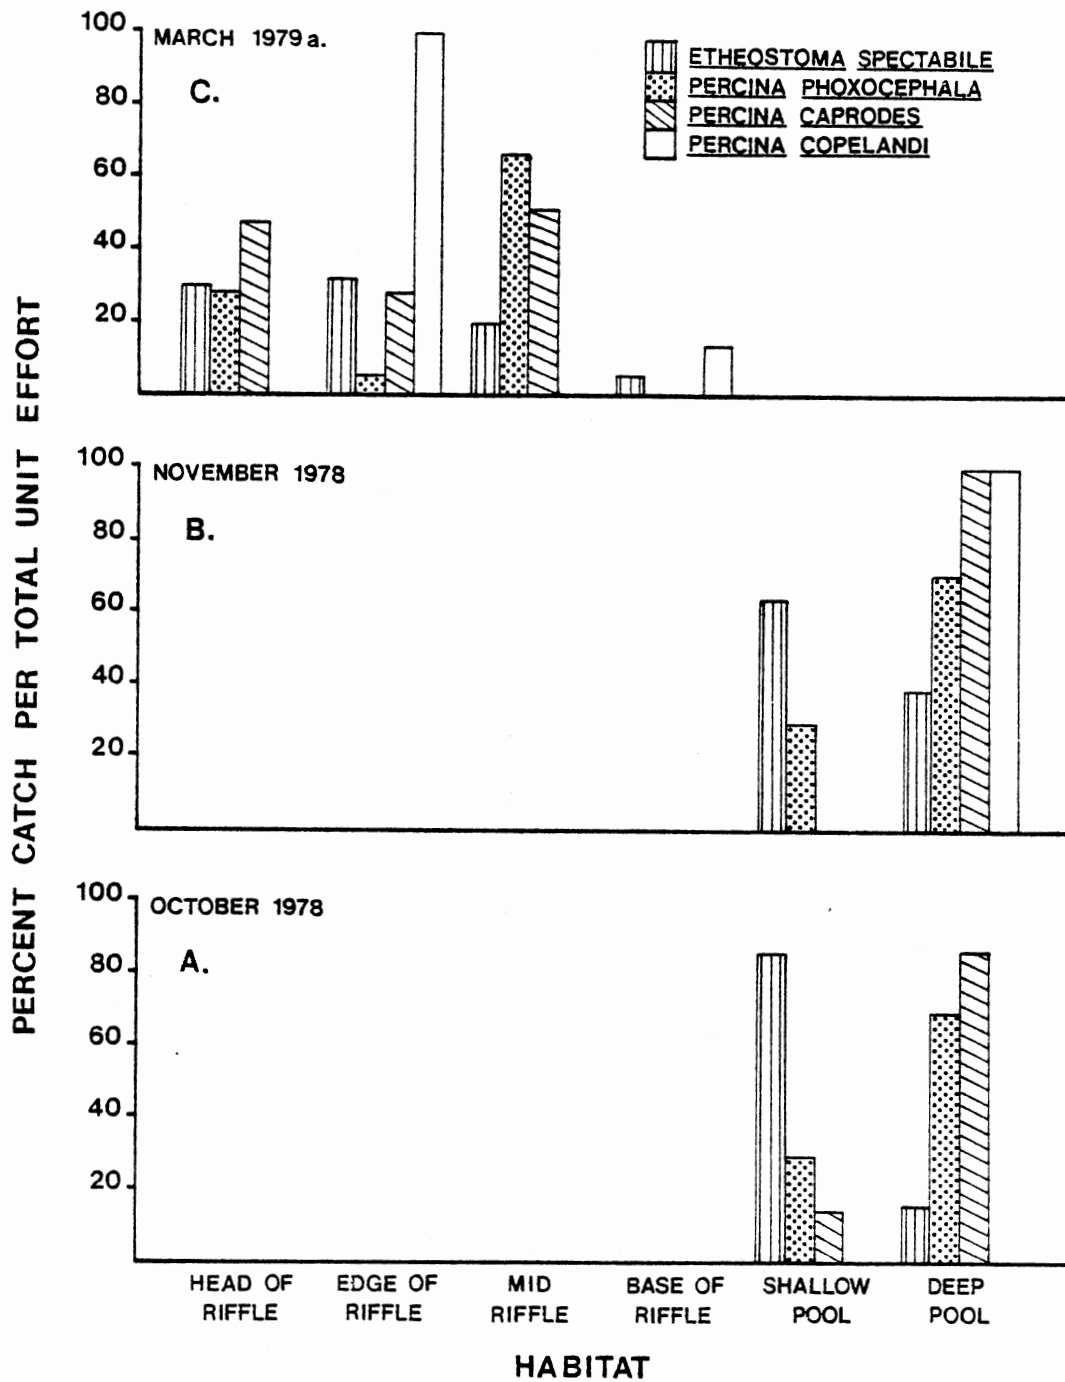 PERCENT CATCH PER TOTAL UNIT EFFORT
MARCH 1979 a.
C.
100
80
60
40
20
ETHEOSTOMA SPECTABILE
PERCINA PHOXOCEPHALA
PERCINA CAPRODES
PERCINA COPELANDI
NOVEMBER 1978
B.
100
80
60
40
20
OCTOBER 1978
A.
100
80
60
40
20
HEAD OF
RIFFLE
EDGE OF
RIFFLE
MID
RIFFLE
BASE OF
RIFFLE
SHALLOW
POOL
DEEP
POOL
HABITAT